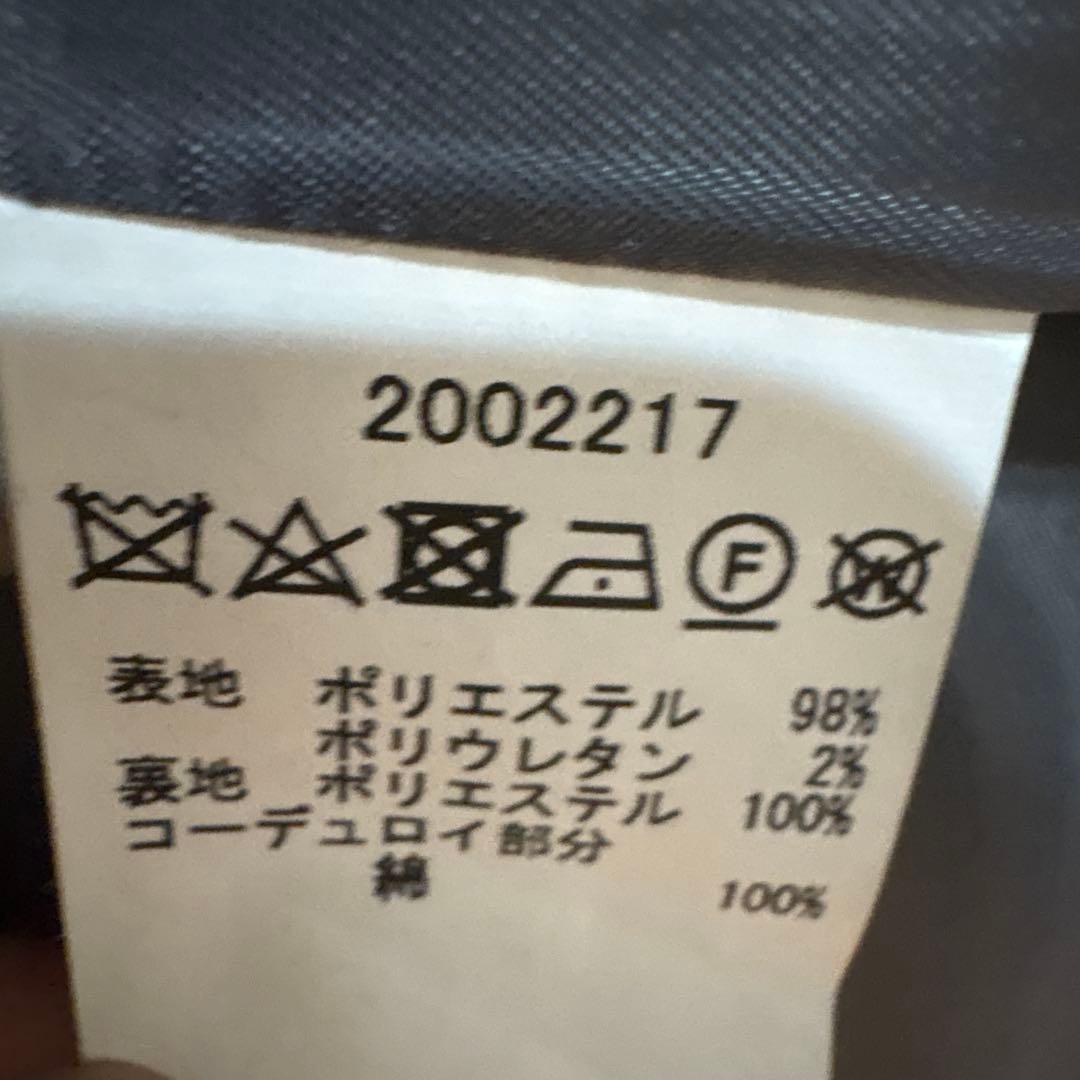 2002217
F W
表地 ポリエステル 98%
ポリウレタン 2%
裏地 ポリエステル 100%
コーデュロイ部分
綿 100%